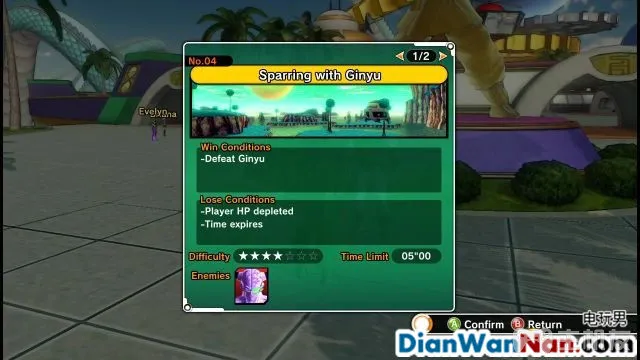 No.04
1/2
Sparring with Ginyu
Evelyn
Win Conditions
-Defeat Ginyu
Lose Conditions
-Player HP depleted
-Time expires
Difficulty ★★★★☆☆☆ Time Limit 05"00
Enemies
电玩男
A Confirm B Return
DianWanNan.com